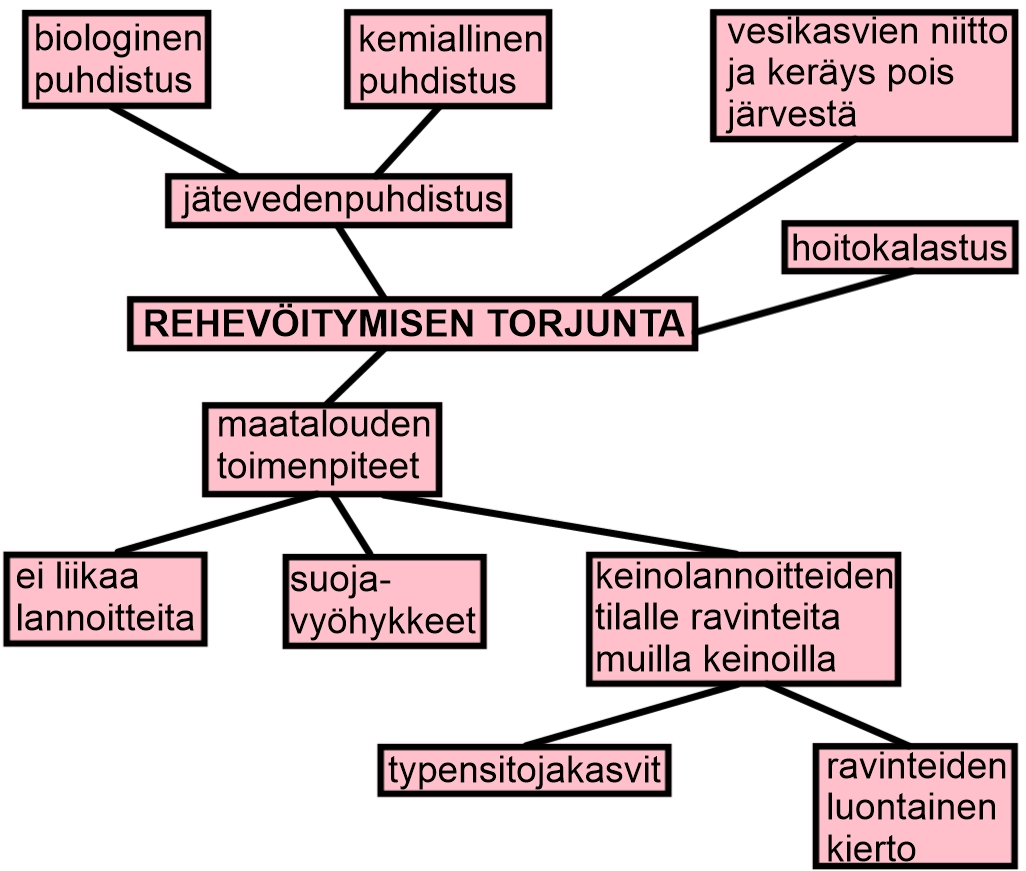 biologinen
puhdistus
kemiallinen
puhdistus
vesikasvien niitto
ja keräys pois
järvestä
jätevedenpuhdistus
hoitokalastus
REHEVÖITYMISEN TORJUNTA
maatalouden
toimenpiteet
ei liikaa
lannoitteita
suoja-
vyöhykkeet
keinolannoitteiden
tilalle ravinteita
muilla keinoilla
typensitojakasvit
ravinteiden
luontainen
kierto